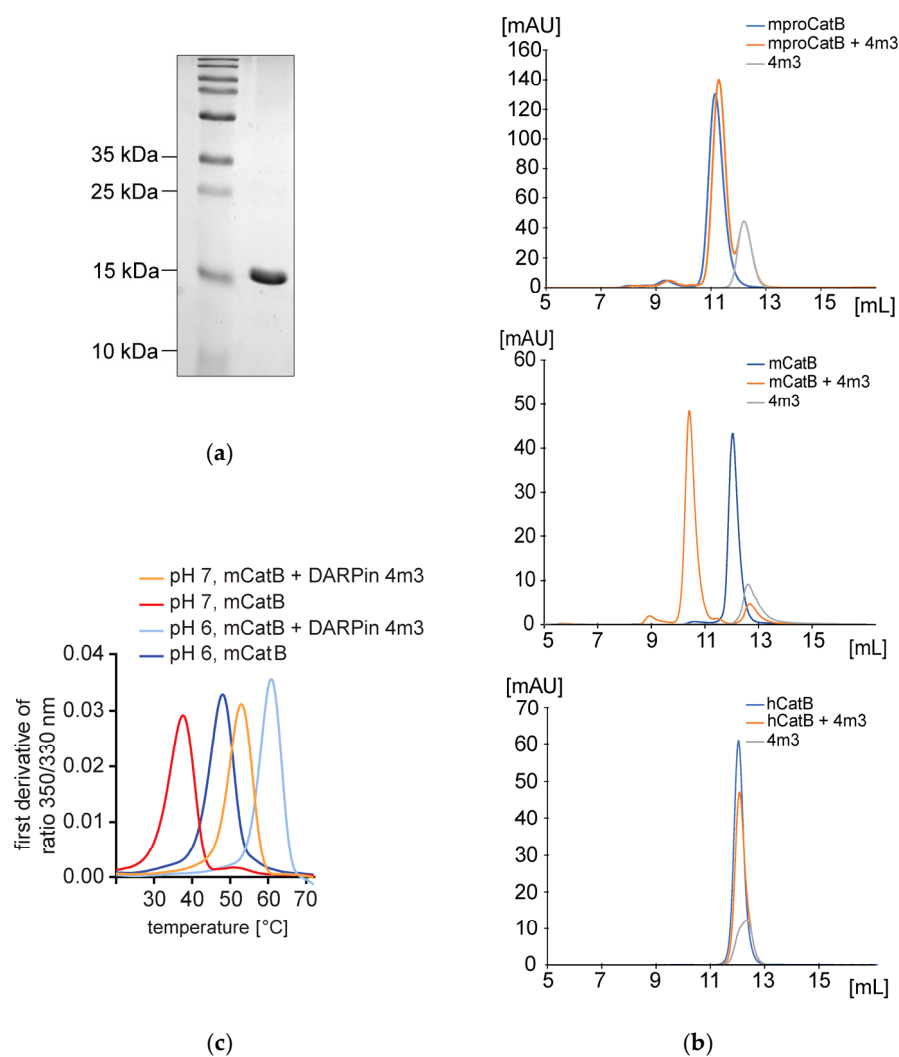 35 kDa
25 kDa
15 kDa
10 kDa
(a)
[mAU]
mproCatB
mproCatB + 4m3
4m3
160
140
120
100
80
60
40
20
0
5 7 9 11 13 15 [mL]
[mAU]
mCatB
mCatB + 4m3
4m3
60
50
40
30
20
10
0
5 7 9 11 13 15 [mL]
[mAU]
hCatB
hCatB + 4m3
4m3
70
60
50
40
30
20
10
0
5 7 9 11 13 15 [mL]
(b)
pH 7, mCatB + DARPin 4m3
pH 7, mCatB
pH 6, mCatB + DARPin 4m3
pH 6, mCatB
first derivative of
ratio 350/330 nm
0.04
0.03
0.02
0.01
0.00
30 40 50 60 70
temperature [°C]
(c)